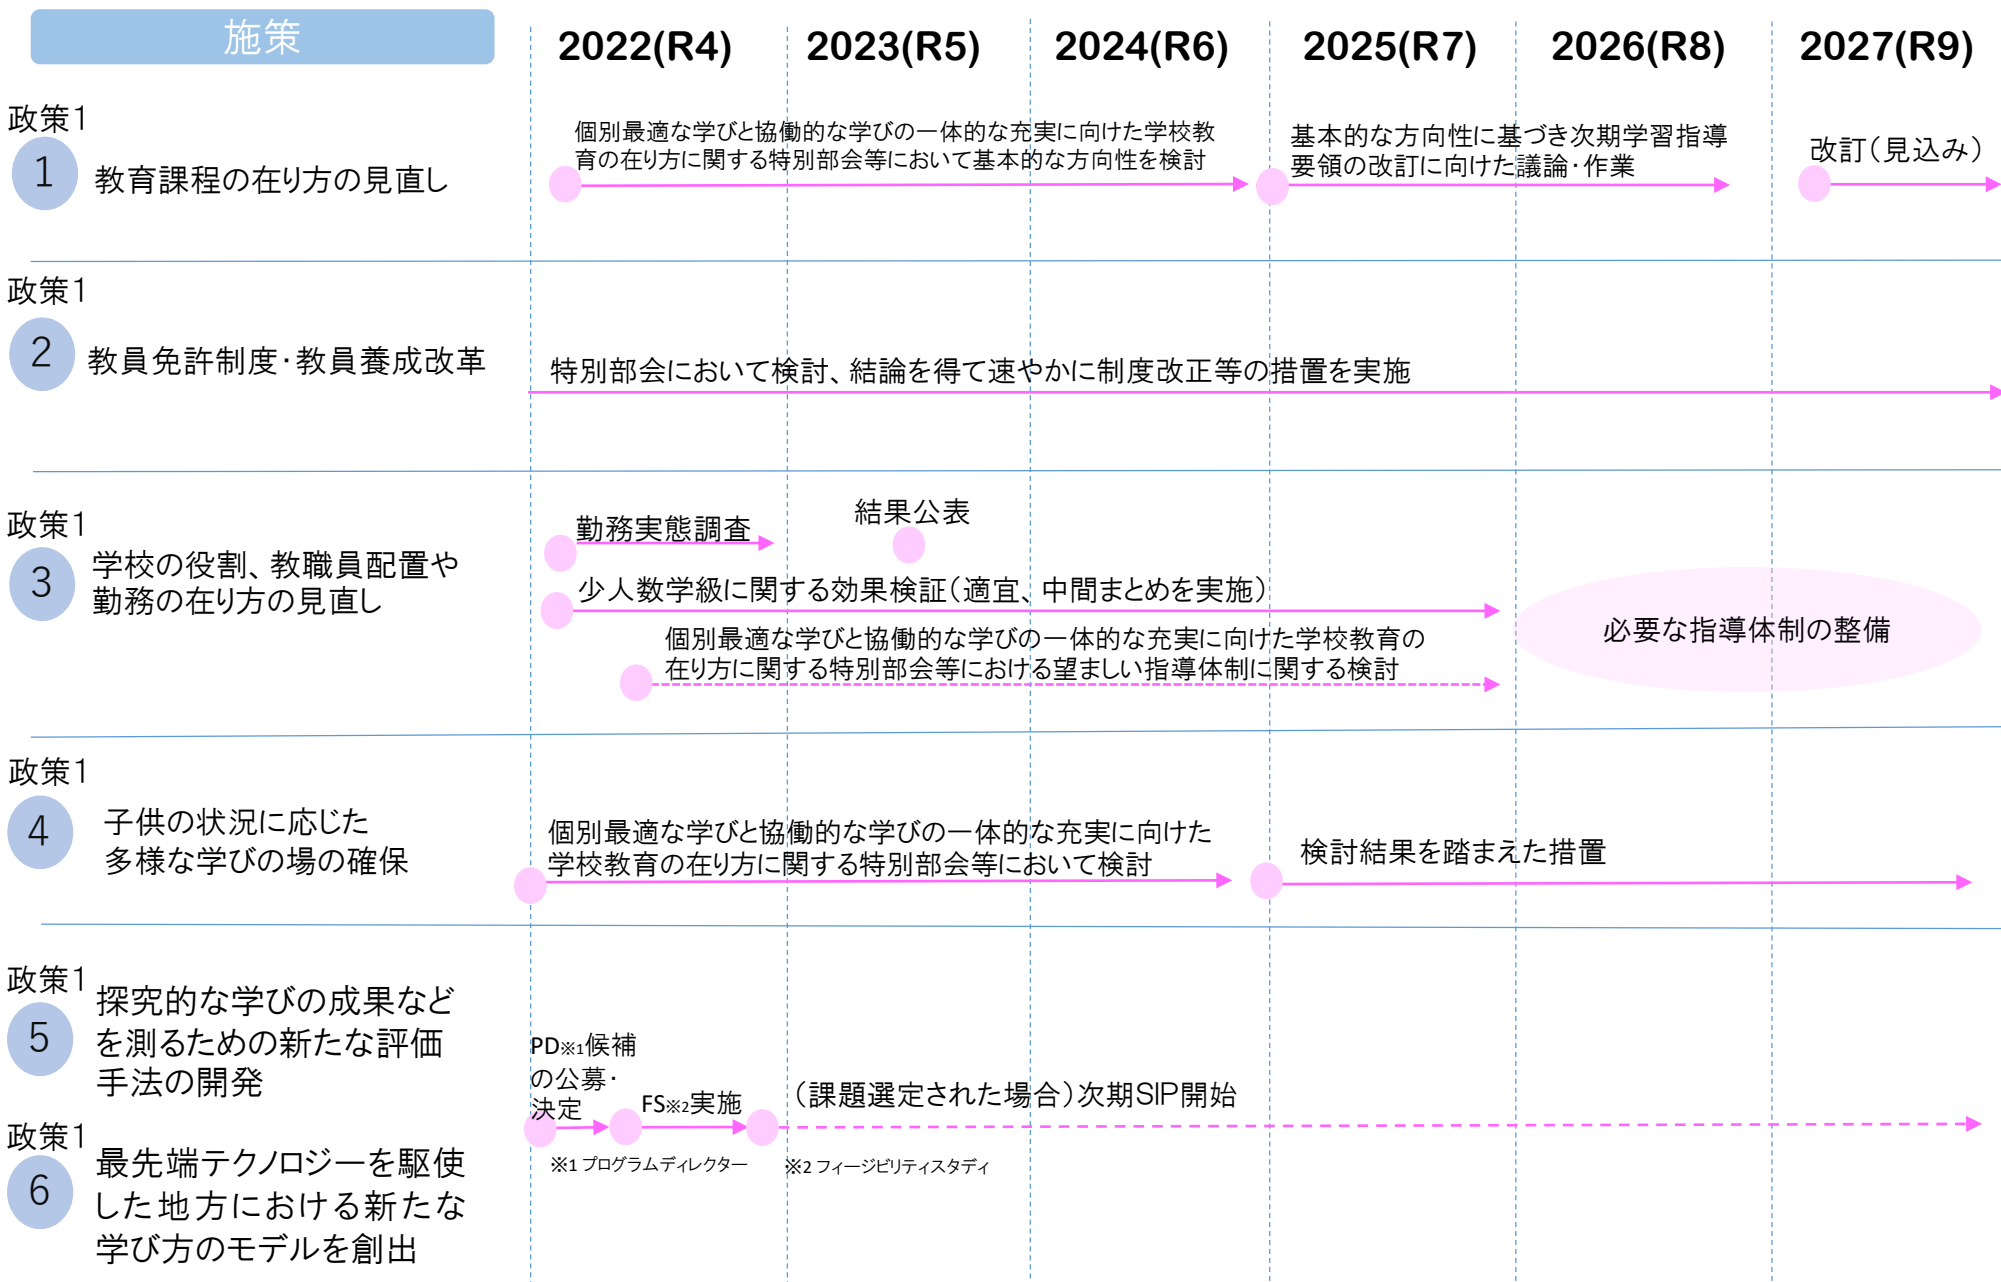 施策
2022(R4)
2023(R5)
2024(R6)
2025(R7)
2026(R8)
2027(R9)
政策1
1
教育課程の在り方の見直し
個別最適な学びと協働的な学びの一体的な充実に向けた学校教
育の在り方に関する特別部会等において基本的な方向性を検討
基本的な方向性に基づき次期学習指導
要領の改訂に向けた議論・作業
改訂（見込み）
政策1
2
教員免許制度・教員養成改革
特別部会において検討、結論を得て速やかに制度改正等の措置を実施
政策1
3
学校の役割、教職員配置や
勤務の在り方の見直し
勤務実態調査
結果公表
少人数学級に関する効果検証（適宜、中間まとめを実施）
個別最適な学びと協働的な学びの一体的な充実に向けた学校教育の
在り方に関する特別部会等における望ましい指導体制に関する検討
必要な指導体制の整備
政策1
4
子供の状況に応じた
多様な学びの場の確保
個別最適な学びと協働的な学びの一体的な充実に向けた
学校教育の在り方に関する特別部会等において検討
検討結果を踏まえた措置
政策1
5
探究的な学びの成果など
を測るための新たな評価
手法の開発
PD※1候補
の公募・
決定
FS※2実施
（課題選定された場合）次期SIP開始
※1 プログラムディレクター
※2 フィージビリティスタディ
政策1
6
最先端テクノロジーを駆使
した地方における新たな
学び方のモデルを創出